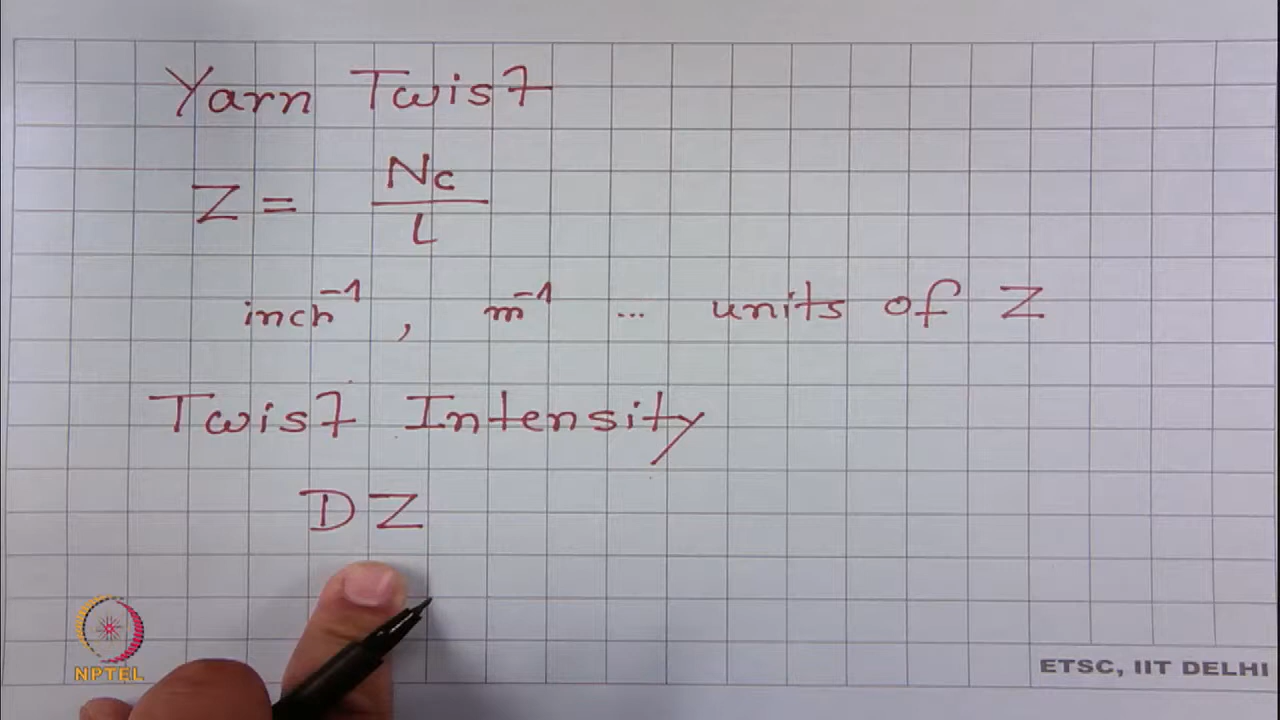 Yarn Twist
Z = Nc / L
inch⁻¹, m⁻¹ ... units of Z
Twist Intensity
DZ
NPTEL
ETSC, IIT DELHI